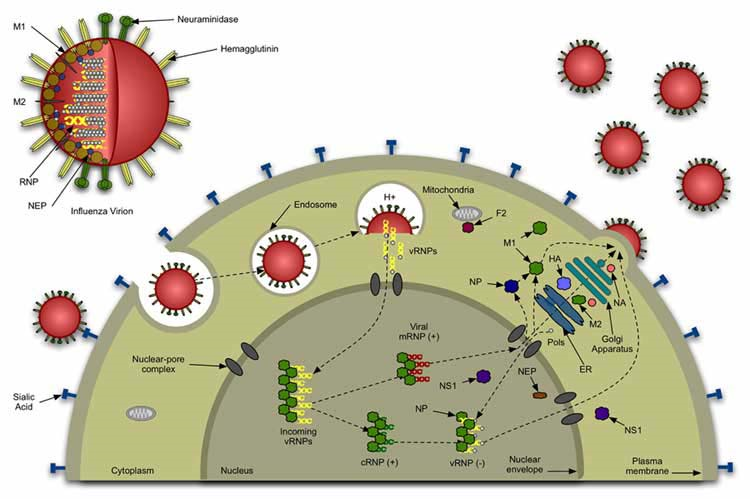 M1
Neuraminidase
Hemagglutinin
M2
RNP
NEP
Influenza Virion
H+
Mitochondria
F2
Endosome
vRNPs
M1
HA
NP
NA
M2
Golgi
Apparatus
Pols
ER
Nuclear-pore
complex
Viral
mRNP (+)
NS1
NEP
Sialic
Acid
NP
NS1
Incoming
vRNPs
cRNP (+)
vRNP (-)
Cytoplasm
Nucleus
Nuclear
envelope
Plasma
membrane